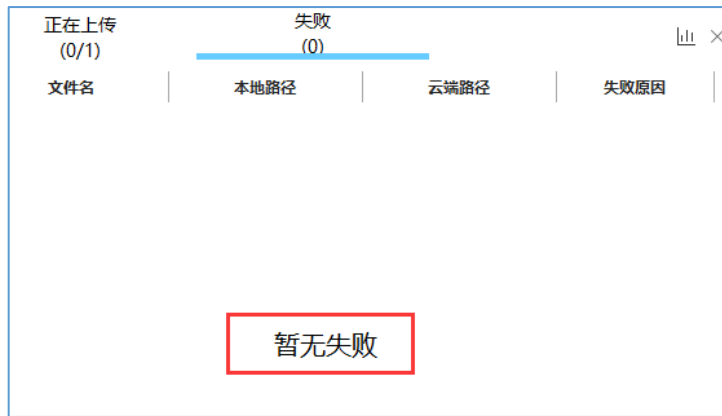 正在上传
(0/1)
失败
(0)
文件名 本地路径 云端路径 失败原因
暂无失败